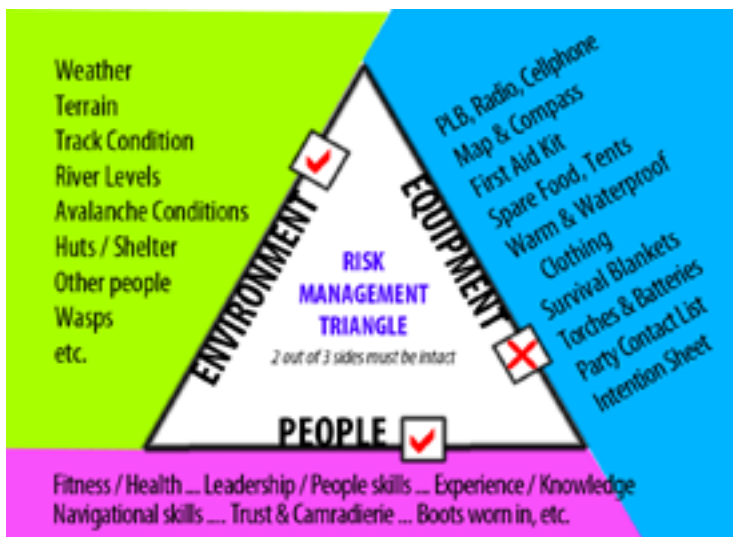 Weather
Terrain
Track Condition
River Levels
Avalanche Conditions
Huts / Shelter
Other people
Wasps
etc.
PLB, Radio, Cellphone
Map & Compass
First Aid Kit
Spare Food, Tents
Warm & Waterproof
Clothing
Survival Blankets
Torches & Batteries
Party Contact List
Intention Sheet
ENVIRONMENT
EQUIPMENT
RISK
MANAGEMENT
TRIANGLE
2 out of 3 sides must be intact
PEOPLE
Fitness / Health ... Leadership / People skills ... Experience / Knowledge
Navigational skills .... Trust & Camradierie ... Boots worn in, etc.